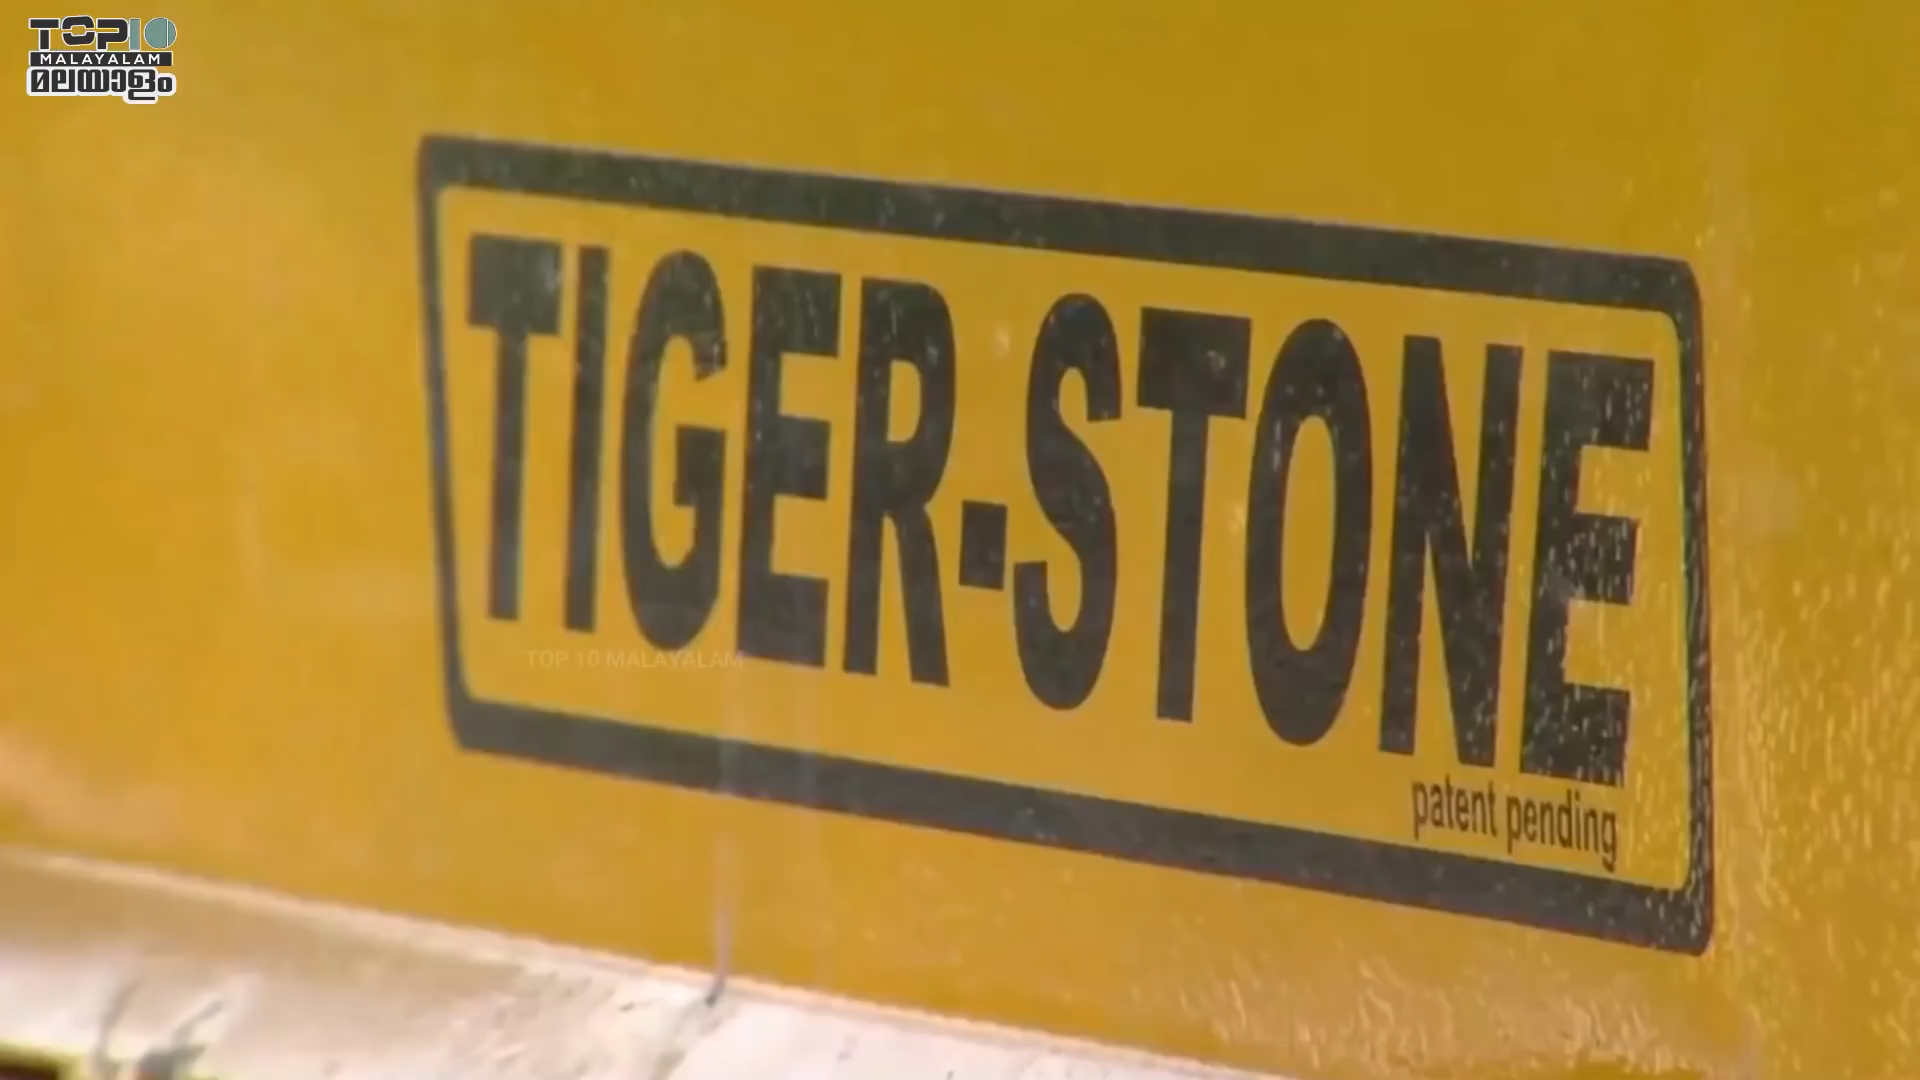 TOP10
MALAYALAM
മലയാളം
TIGER-STONE
TOP 10 MALAYALAM
patent pending